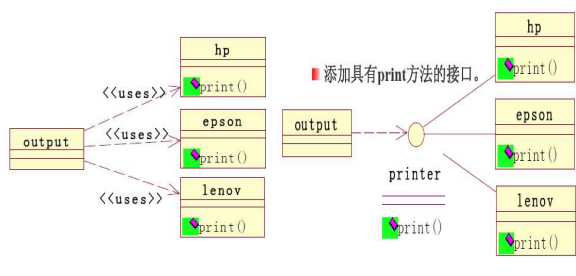 hp
print()
<<uses>>
epson
print()
<<uses>>
output
lenov
print()
<<uses>>
添加具有print方法的接口。
hp
print()
output
epson
print()
printer
print()
lenov
print()